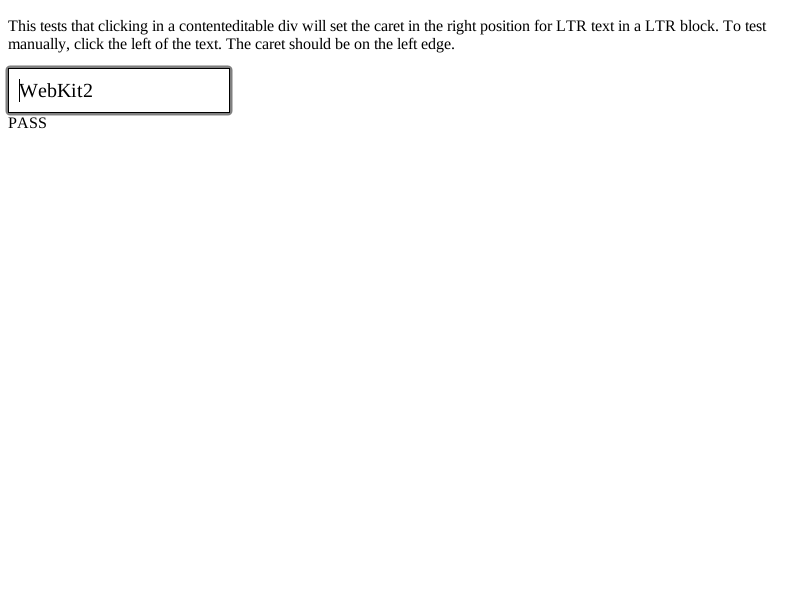 This tests that clicking in a contenteditable div will set the caret in the right position for LTR text in a LTR block. To test
manually, click the left of the text. The caret should be on the left edge.
WebKit2
PASS